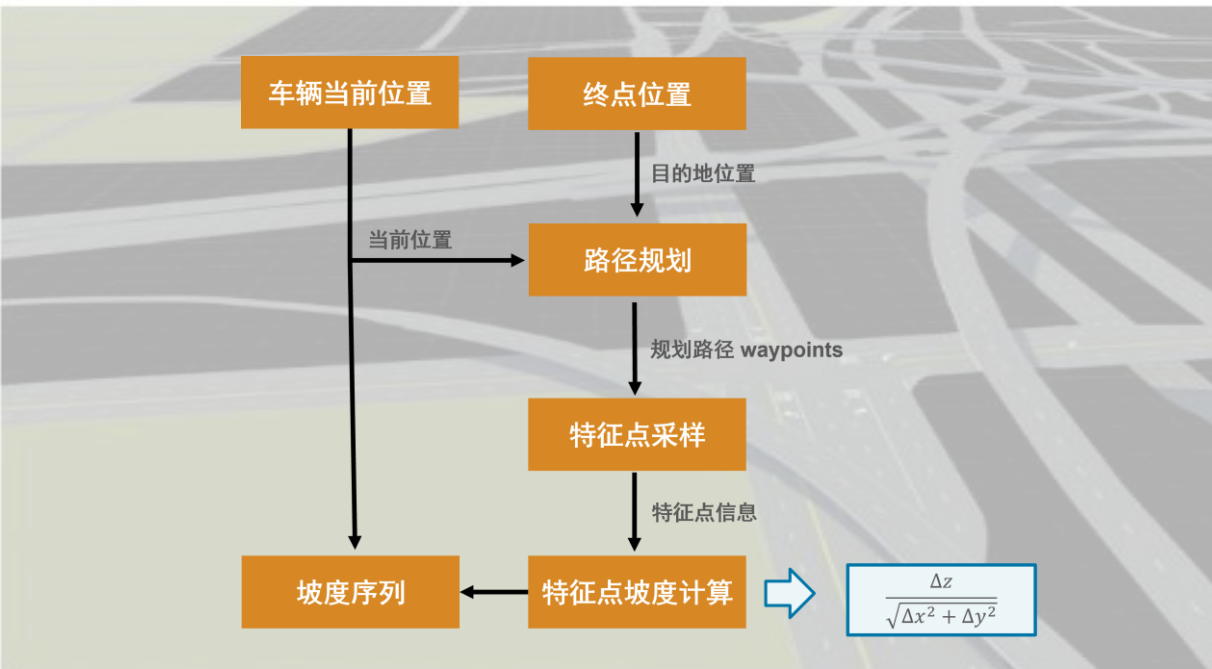 车辆当前位置
终点位置
目的地位置
当前位置
路径规划
规划路径 waypoints
特征点采样
特征点信息
坡度序列
特征点坡度计算
Δz
√Δx² + Δy²